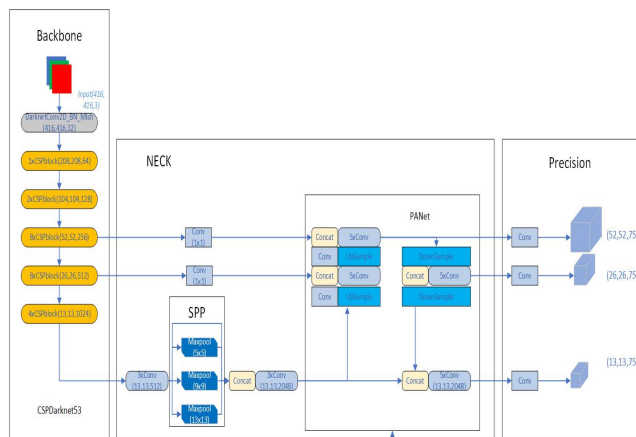 Backbone
Input(416,
416,3)
DarknetConv2D_BN_Mish
(416,416,32)
1xCSPblock(208,208,64)
2xCSPblock(104,104,128)
8xCSPblock(52,52,256)
8xCSPblock(26,26,512)
4xCSPblock(13,13,1024)
CSPDarknet53
NECK
Conv
(1x1)
Conv
(1x1)
SPP
3xConv
(13,13,512)
Maxpool
(5x5)
Maxpool
(9x9)
Maxpool
(13x13)
Concat
3xConv
(13,13,2048)
PANet
Concat
5xConv
Conv
UpSample
Concat
5xConv
Conv
UpSample
DownSample
Concat
5xConv
DownSample
Concat
5xConv
(13,13,2048)
Precision
Conv
(52,52,75
Conv
(26,26,75
Conv
(13,13,75